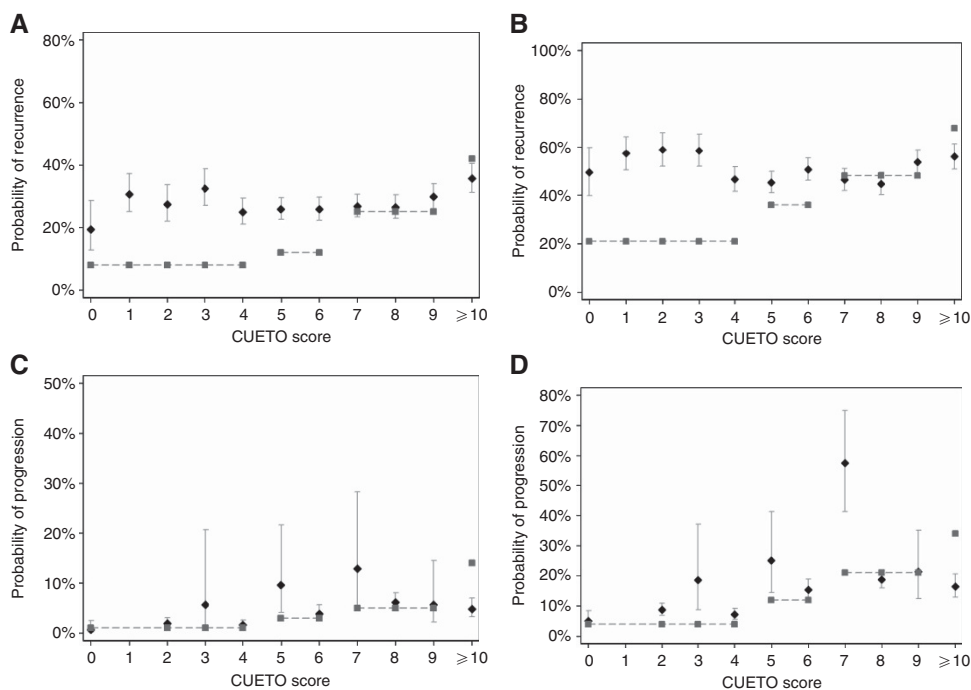 A
80%
60%
40%
20%
0%
Probability of recurrence
0 1 2 3 4 5 6 7 8 9 ⩾10
CUETO score
B
100%
80%
60%
40%
20%
0%
Probability of recurrence
0 1 2 3 4 5 6 7 8 9 ⩾10
CUETO score
C
50%
40%
30%
20%
10%
0%
Probability of progression
0 1 2 3 4 5 6 7 8 9 ⩾10
CUETO score
D
80%
70%
60%
50%
40%
30%
20%
10%
0%
Probability of progression
0 1 2 3 4 5 6 7 8 9 ⩾10
CUETO score